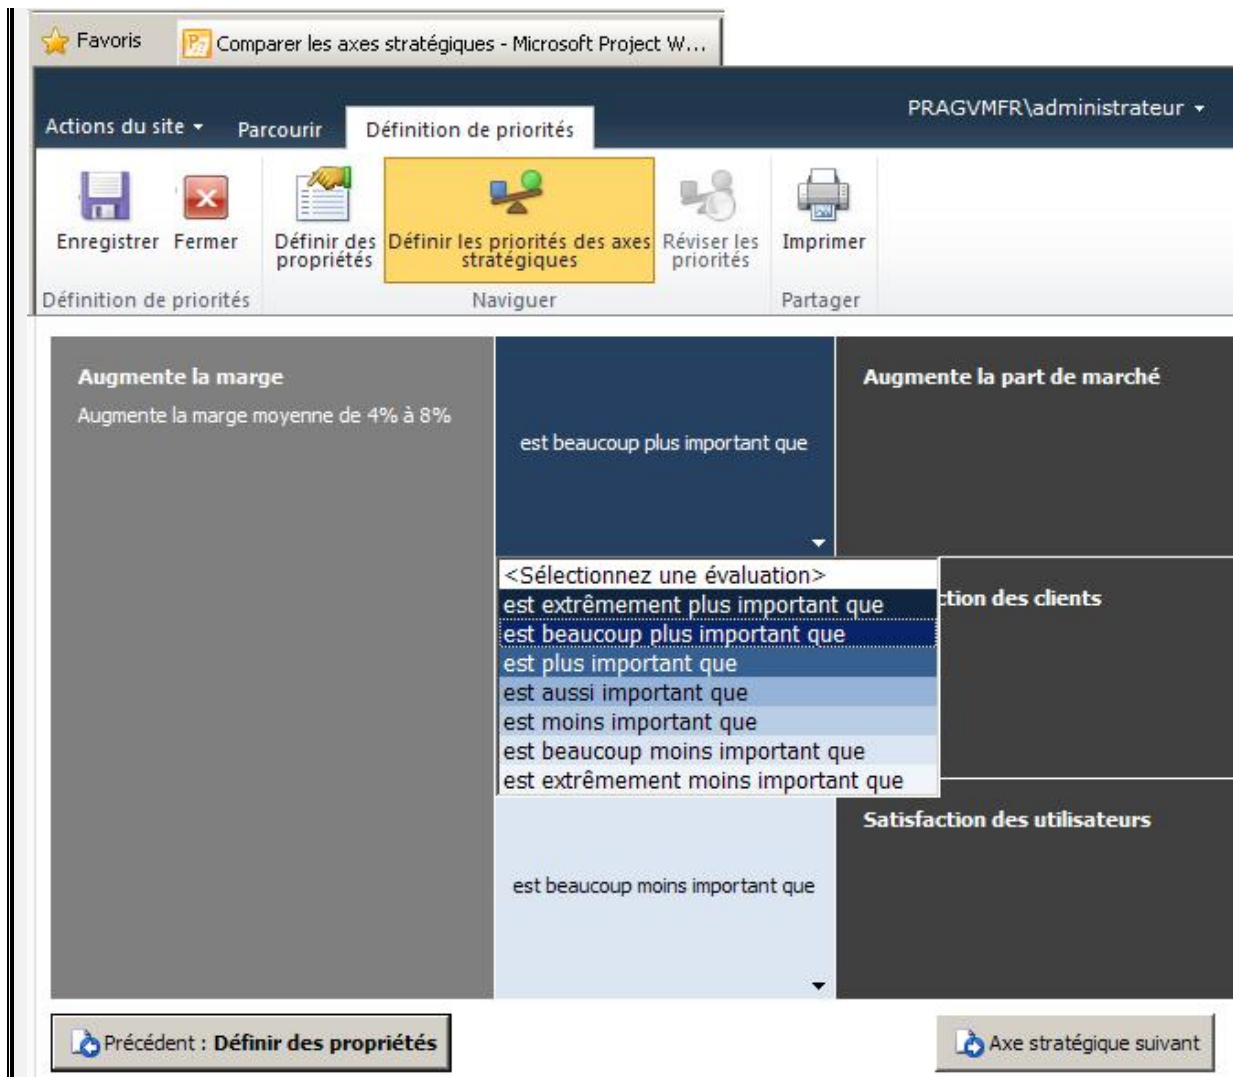 Favoris
Comparer les axes stratégiques - Microsoft Project W...
PRAGVMFR\administrateur
Actions du site
Parcourir
Définition de priorités
Enregistrer
Fermer
Définir des
propriétés
Définir les priorités des axes
stratégiques
Réviser les
priorités
Imprimer
Définition de priorités
Naviguer
Partager
Augmente la marge
Augmente la marge moyenne de 4% à 8%
est beaucoup plus important que
Augmente la part de marché
<Sélectionnez une évaluation>
est extrêmement plus important que
est beaucoup plus important que
est plus important que
est aussi important que
est moins important que
est beaucoup moins important que
est extrêmement moins important que
ction des clients
est beaucoup moins important que
Satisfaction des utilisateurs
Précédent : Définir des propriétés
Axe stratégique suivant